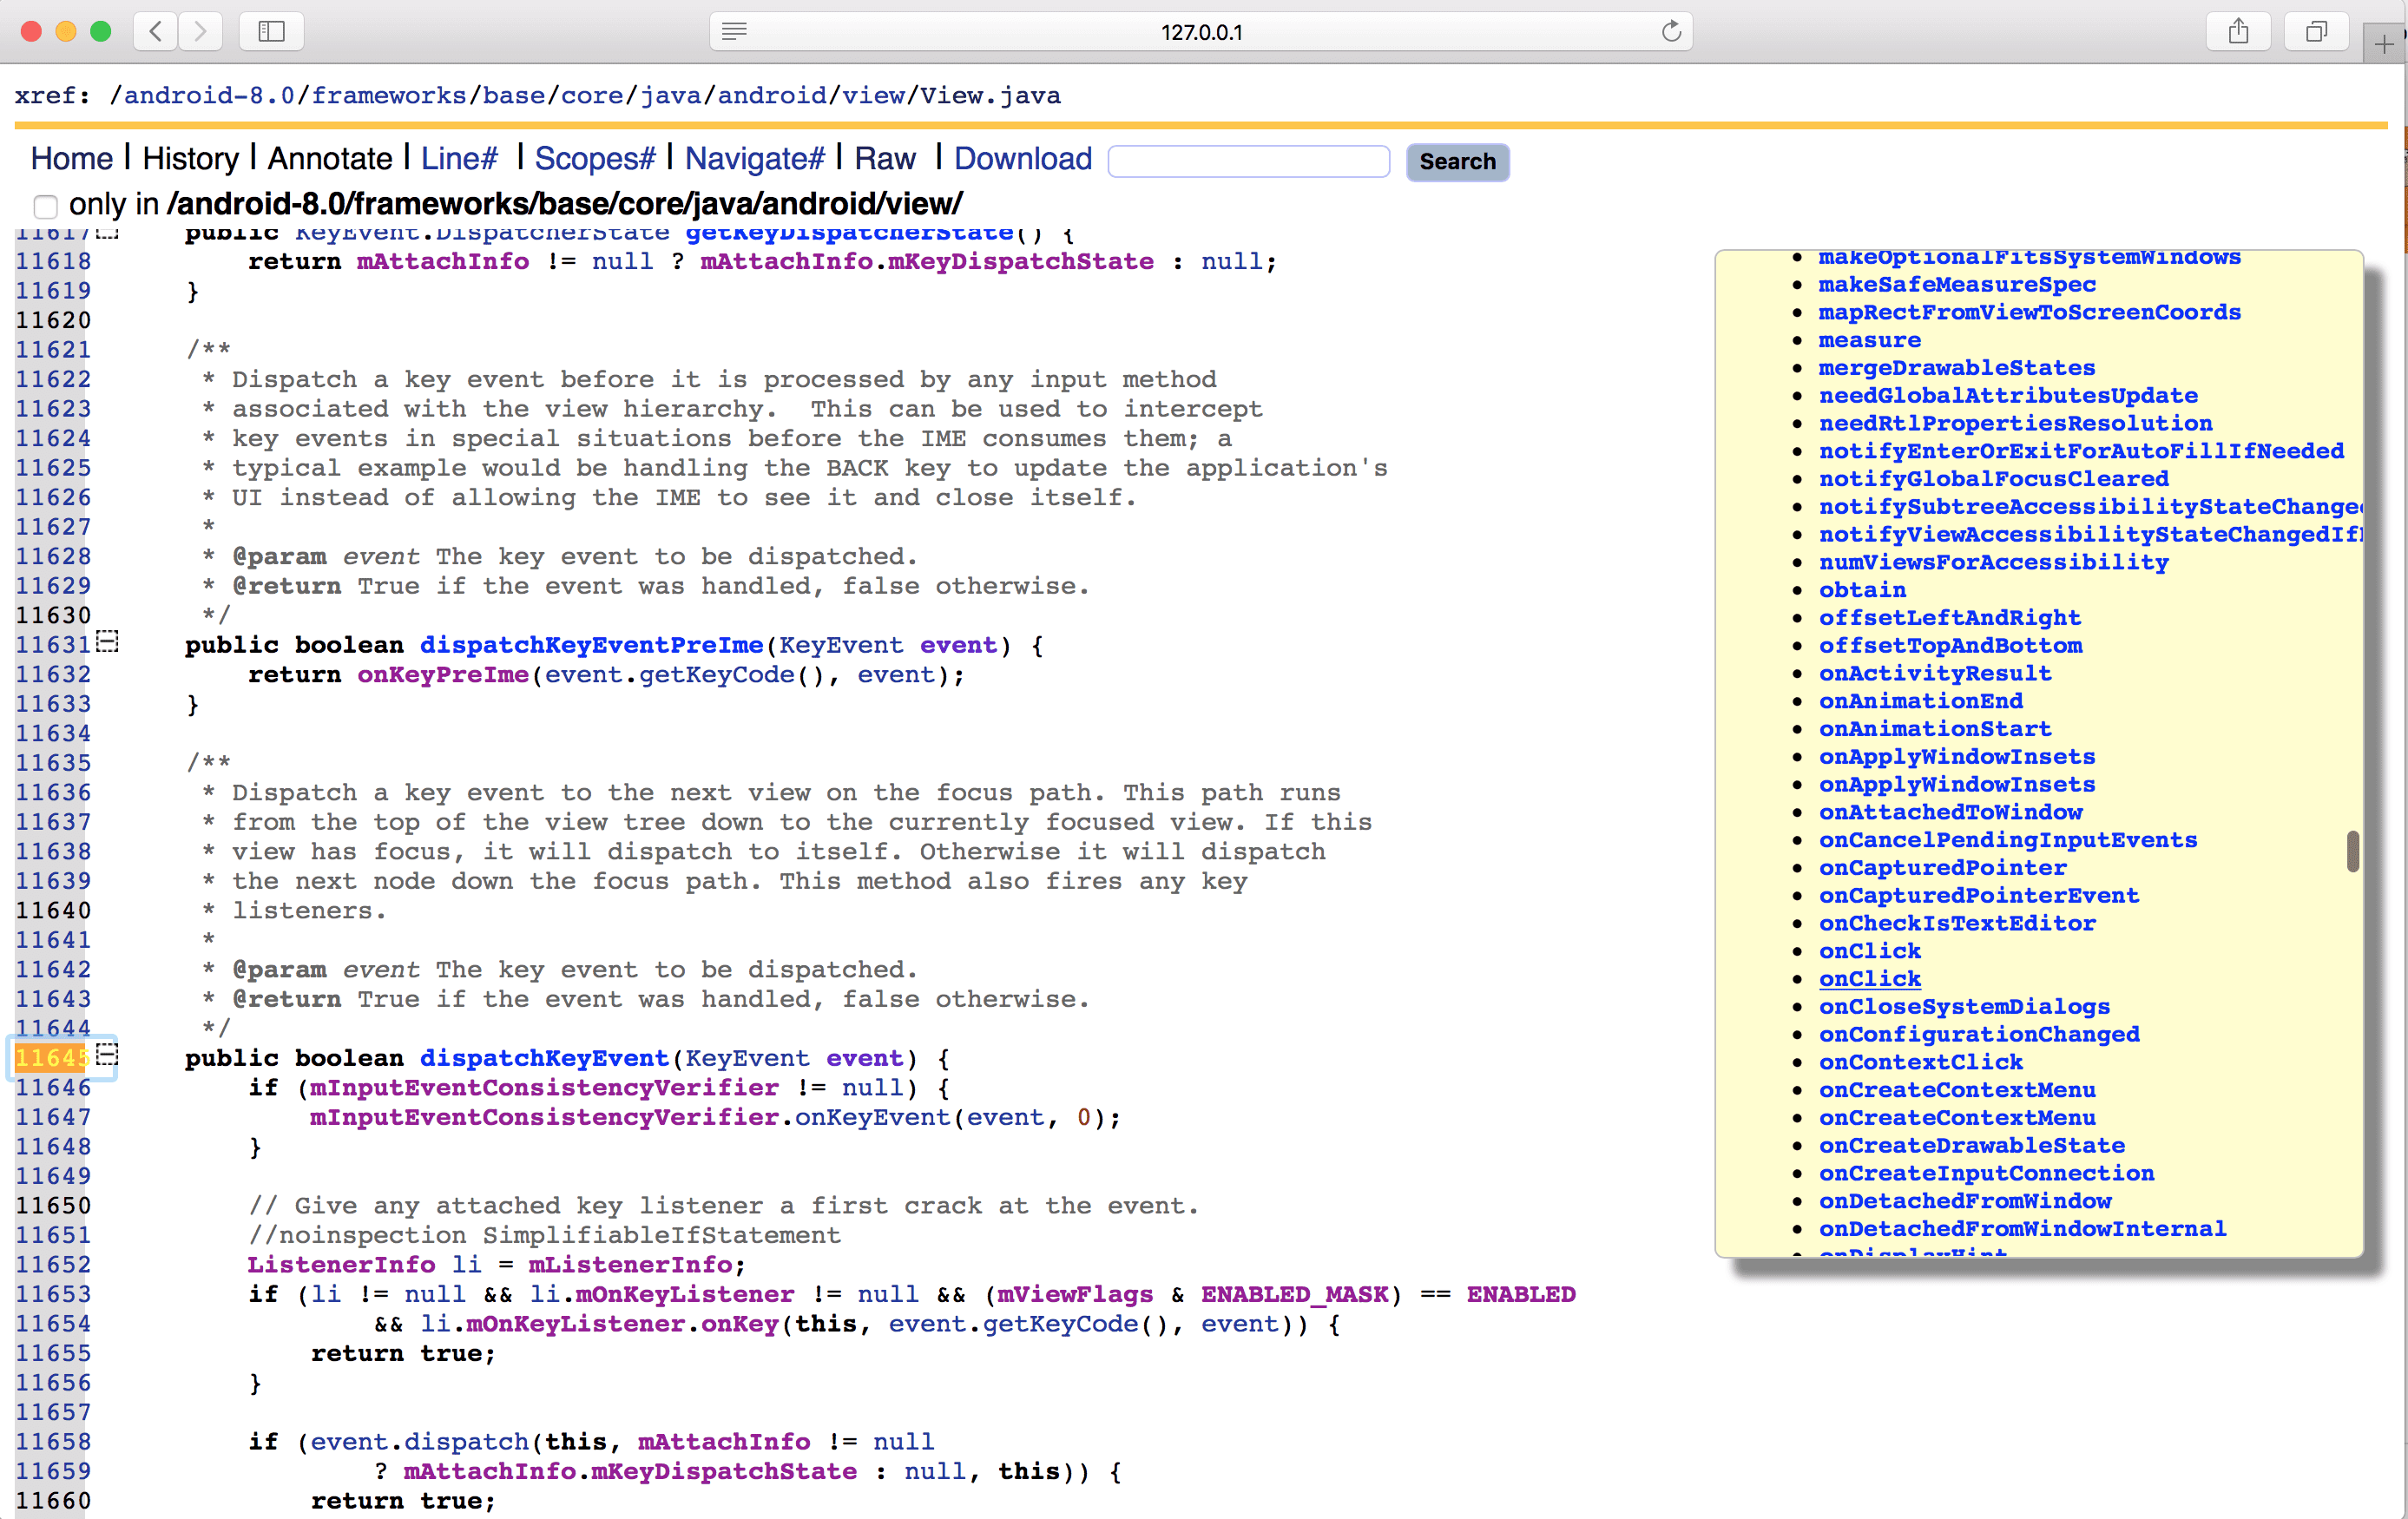 127.0.0.1
xref: /android-8.0/frameworks/base/core/java/android/view/View.java
Home | History | Annotate | Line# | Scopes# | Navigate# | Raw | Download Search
only in /android-8.0/frameworks/base/core/java/android/view/
11617 public KeyEvent.DispatcherState getKeyDispatcherState() {
11618 return mAttachInfo != null ? mAttachInfo.mKeyDispatchState : null;
11619 }
11620
11621 /**
11622 * Dispatch a key event before it is processed by any input method
11623 * associated with the view hierarchy.  This can be used to intercept
11624 * key events in special situations before the IME consumes them; a
11625 * typical example would be handling the BACK key to update the application's
11626 * UI instead of allowing the IME to see it and close itself.
11627 *
11628 * @param event The key event to be dispatched.
11629 * @return True if the event was handled, false otherwise.
11630 */
11631 public boolean dispatchKeyEventPreIme(KeyEvent event) {
11632 return onKeyPreIme(event.getKeyCode(), event);
11633 }
11634
11635 /**
11636 * Dispatch a key event to the next view on the focus path. This path runs
11637 * from the top of the view tree down to the currently focused view. If this
11638 * view has focus, it will dispatch to itself. Otherwise it will dispatch
11639 * the next node down the focus path. This method also fires any key
11640 * listeners.
11641 *
11642 * @param event The key event to be dispatched.
11643 * @return True if the event was handled, false otherwise.
11644 */
11645 public boolean dispatchKeyEvent(KeyEvent event) {
11646 if (mInputEventConsistencyVerifier != null) {
11647 mInputEventConsistencyVerifier.onKeyEvent(event, 0);
11648 }
11649
11650 // Give any attached key listener a first crack at the event.
11651 //noinspection SimplifiableIfStatement
11652 ListenerInfo li = mListenerInfo;
11653 if (li != null && li.mOnKeyListener != null && (mViewFlags & ENABLED_MASK) == ENABLED
11654 && li.mOnKeyListener.onKey(this, event.getKeyCode(), event)) {
11655 return true;
11656 }
11657
11658 if (event.dispatch(this, mAttachInfo != null
11659 ? mAttachInfo.mKeyDispatchState : null, this)) {
11660 return true;
makeOptionalFitsSystemWindows
makeSafeMeasureSpec
mapRectFromViewToScreenCoords
measure
mergeDrawableStates
needGlobalAttributesUpdate
needRtlPropertiesResolution
notifyEnterOrExitForAutoFillIfNeeded
notifyGlobalFocusCleared
notifySubtreeAccessibilityStateChange
notifyViewAccessibilityStateChangedIf
numViewsForAccessibility
obtain
offsetLeftAndRight
offsetTopAndBottom
onActivityResult
onAnimationEnd
onAnimationStart
onApplyWindowInsets
onApplyWindowInsets
onAttachedToWindow
onCancelPendingInputEvents
onCapturedPointer
onCapturedPointerEvent
onCheckIsTextEditor
onClick
onClick
onCloseSystemDialogs
onConfigurationChanged
onContextClick
onCreateContextMenu
onCreateContextMenu
onCreateDrawableState
onCreateInputConnection
onDetachedFromWindow
onDetachedFromWindowInternal
onDisplayHint